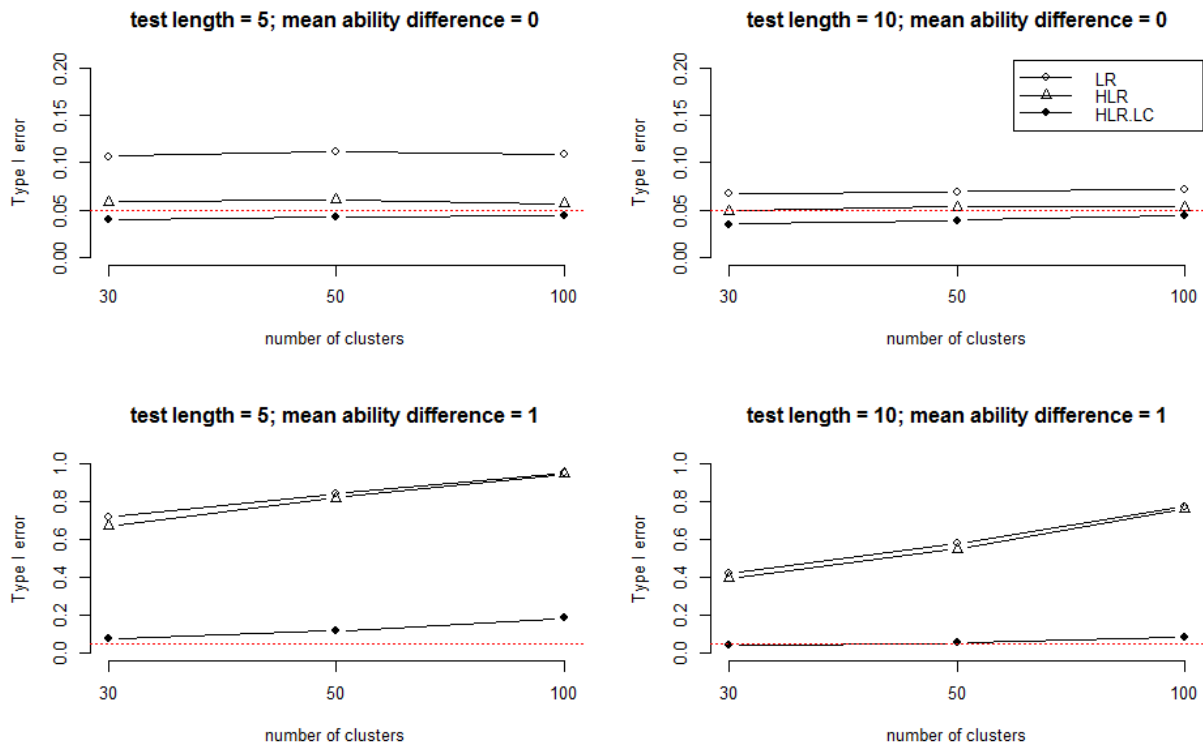 test length = 5; mean ability difference = 0
0.20
0.15
0.10
0.05
0.00
Type I error
30
50
100
number of clusters
test length = 10; mean ability difference = 0
0.20
0.15
0.10
0.05
0.00
Type I error
LR
HLR
HLR.LC
30
50
100
number of clusters
test length = 5; mean ability difference = 1
1.0
0.8
0.6
0.4
0.2
0.0
Type I error
30
50
100
number of clusters
test length = 10; mean ability difference = 1
1.0
0.8
0.6
0.4
0.2
0.0
Type I error
30
50
100
number of clusters